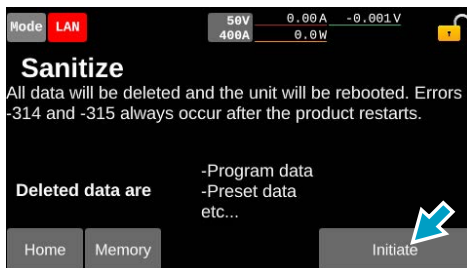 Mode LAN 50V 0.00A -0.001V
400A 0.0W
Sanitize
All data will be deleted and the unit will be rebooted. Errors
-314 and -315 always occur after the product restarts.
Deleted data are
-Program data
-Preset data
etc...
Home Memory Initiate